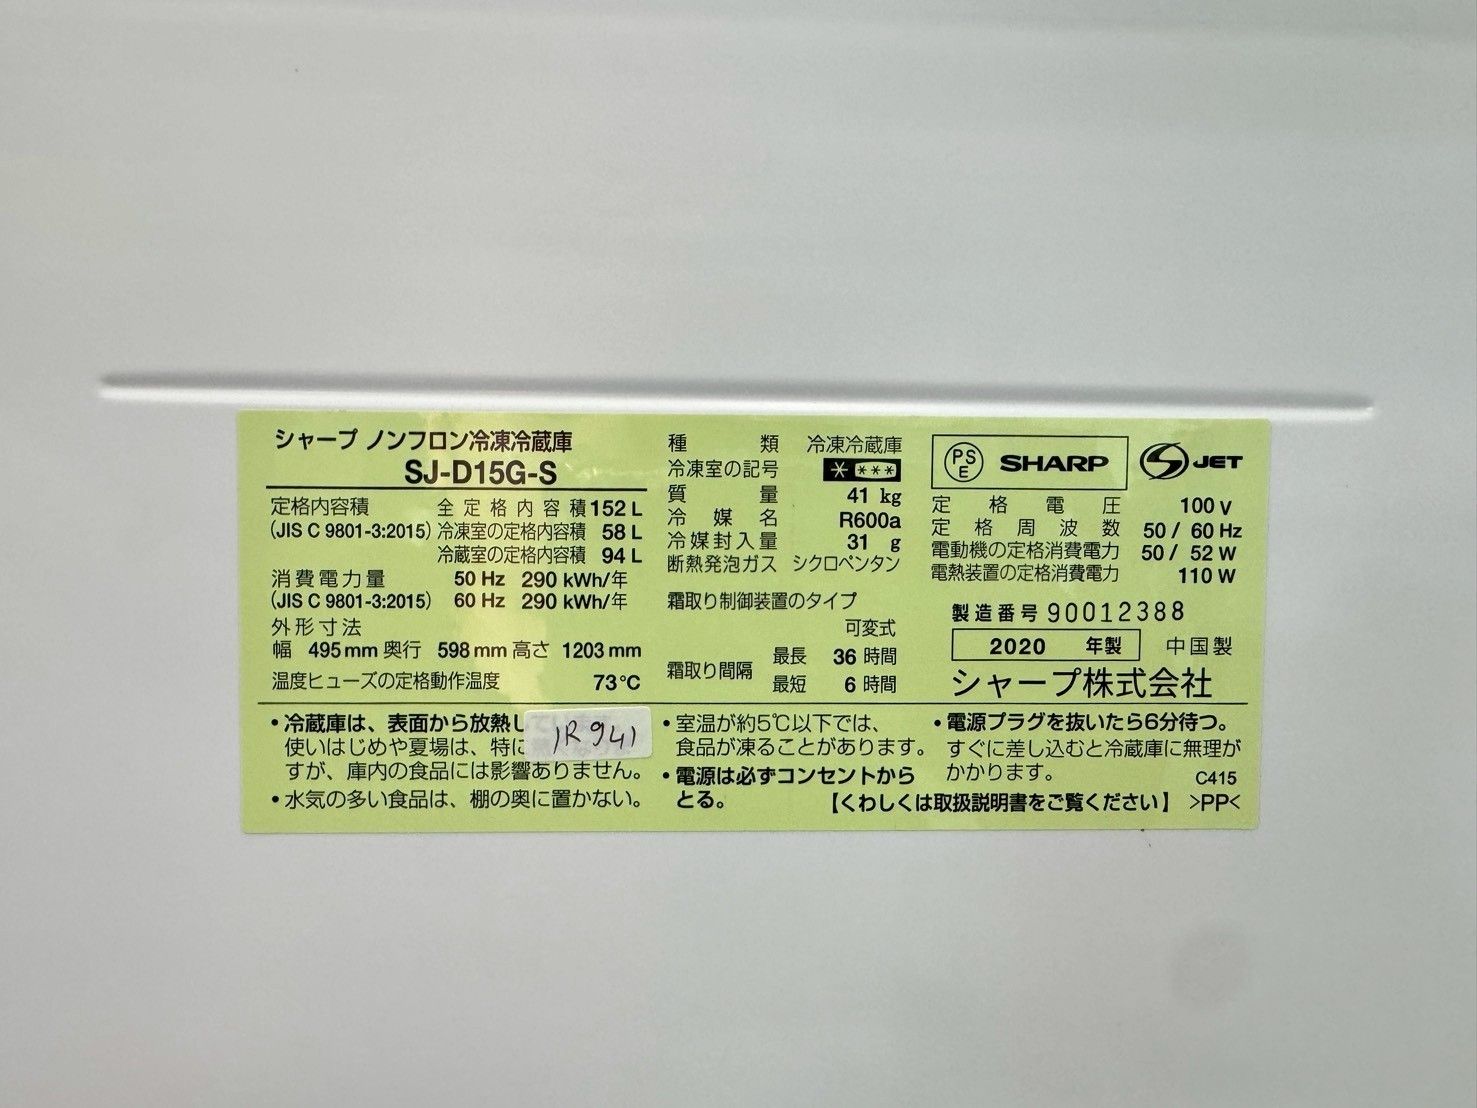 シャープ ノンフロン冷凍冷蔵庫
SJ-D15G-S
定格内容積 全定格内容積 152 L
(JIS C 9801-3:2015) 冷凍室の定格内容積 58 L
冷蔵室の定格内容積 94 L
消費電力量 50 Hz 290 kWh/年
(JIS C 9801-3:2015) 60 Hz 290 kWh/年
外形寸法
幅 495 mm 奥行 598 mm 高さ 1203 mm
温度ヒューズの定格動作温度 73℃
種類 冷凍冷蔵庫
冷凍室の記号 * ***
質量 41 kg
冷媒名 R600a
冷媒封入量 31 g
断熱発泡ガス シクロペンタン
霜取り制御装置のタイプ
可変式
霜取り間隔 最長 36 時間
最短 6 時間
PSE SHARP S JET
定格電圧 100 V
定格周波数 50 / 60 Hz
電動機の定格消費電力 50 / 52 W
電熱装置の定格消費電力 110 W
製造番号 90012388
2020 年製 中国製
シャープ株式会社
•冷蔵庫は、表面から放熱し
使いはじめや夏場は、特に
すが、庫内の食品には影響ありません。
•水気の多い食品は、棚の奥に置かない。
1R941
•室温が約5℃以下では、
食品が凍ることがあります。
•電源は必ずコンセントから
とる。
•電源プラグを抜いたら6分待つ。
すぐに差し込むと冷蔵庫に無理が
かかります。 C415
【くわしくは取扱説明書をご覧ください】 >PP<